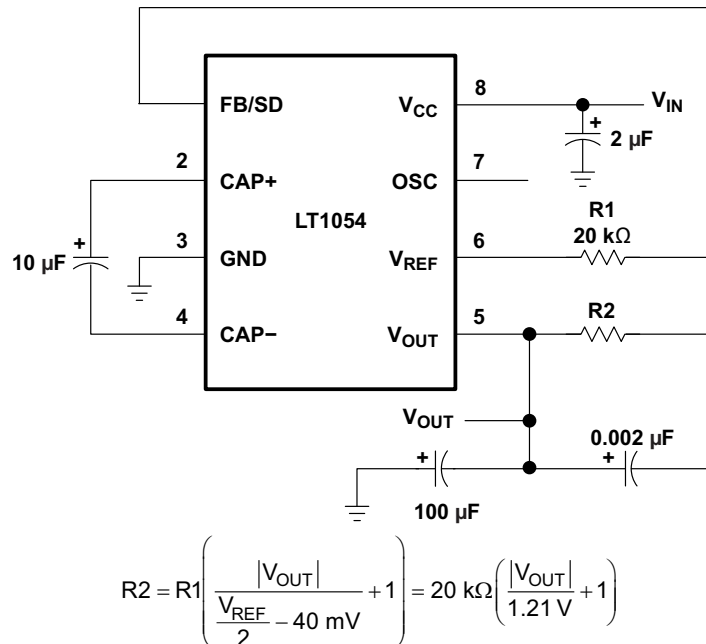 FB/SD
VCC
8
VIN
+
2 µF
2
CAP+
OSC
7
LT1054
R1
20 kΩ
+
10 µF
3
GND
VREF
6
4
CAP−
VOUT
5
R2
VOUT
+
100 µF
0.002 µF
+
R2 = R1(|VOUT| / (VREF/2 − 40 mV) + 1) = 20 kΩ(|VOUT| / 1.21 V + 1)